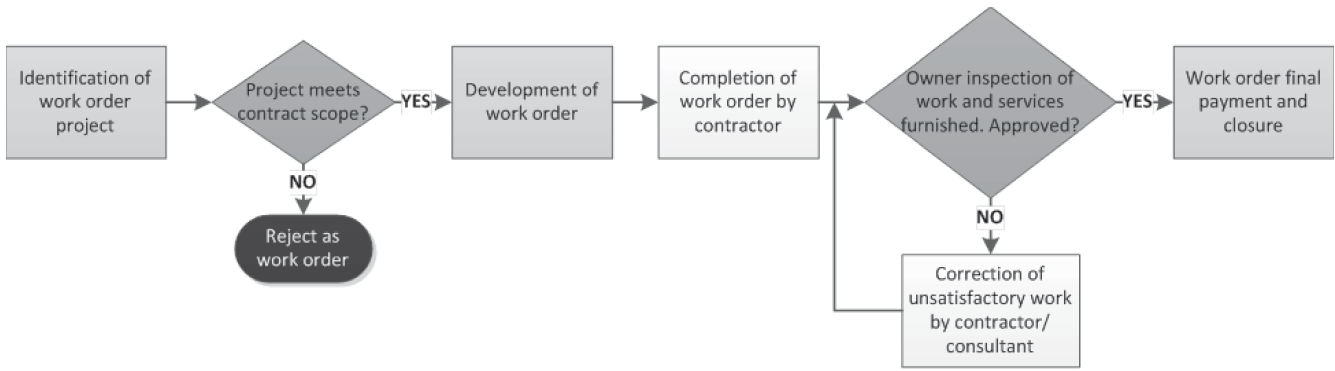 Identification of
work order
project
Project meets
contract scope?
YES
NO
Reject as
work order
Development of
work order
Completion of
work order by
contractor
Owner inspection of
work and services
furnished. Approved?
YES
NO
Correction of
unsatisfactory work
by contractor/
consultant
Work order final
payment and
closure